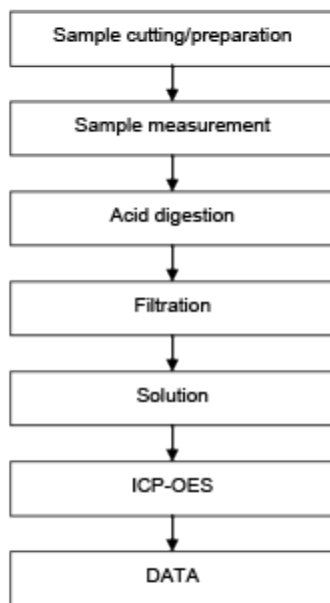 Sample cutting/preparation
Sample measurement
Acid digestion
Filtration
Solution
ICP-OES
DATA